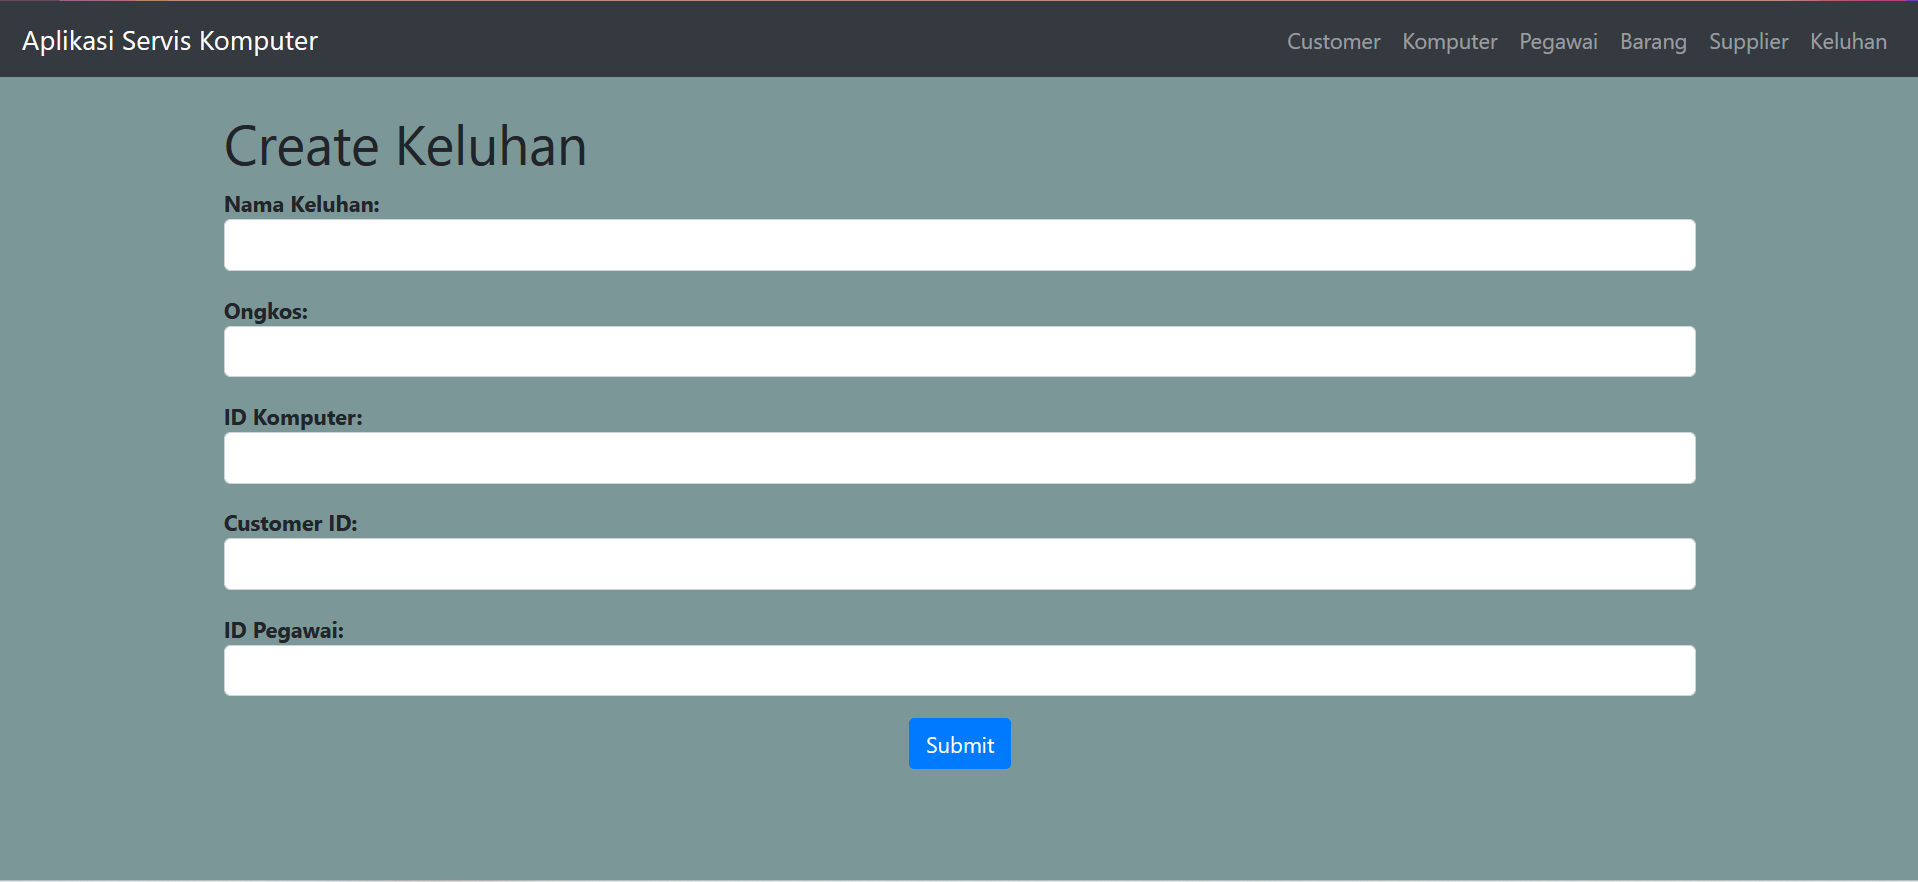 Aplikasi Servis Komputer
Customer Komputer Pegawai Barang Supplier Keluhan
Create Keluhan
Nama Keluhan:
Ongkos:
ID Komputer:
Customer ID:
ID Pegawai:
Submit